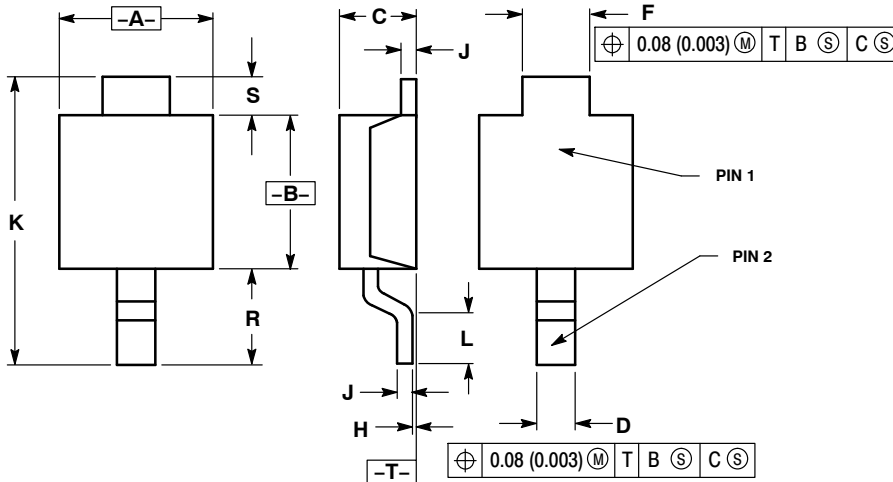 –A–
C
F
⌖ 0.08 (0.003) Ⓜ T B Ⓢ C Ⓢ
J
S
–B–
K
PIN 1
PIN 2
R
L
J
H
D
–T–
⌖ 0.08 (0.003) Ⓜ T B Ⓢ C Ⓢ